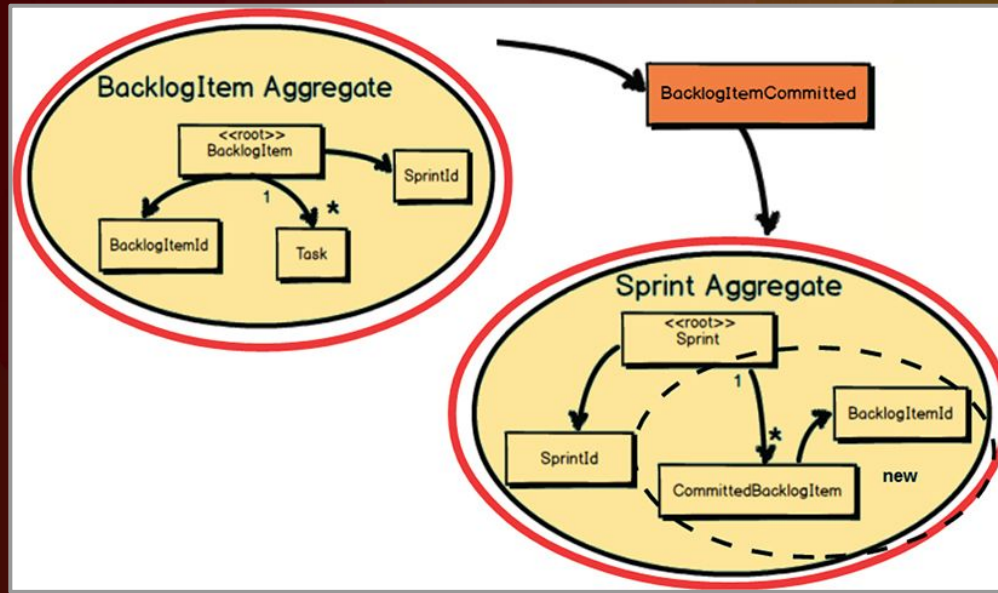 BacklogItem Aggregate
<<root>>
BacklogItem
SprintId
1
*
BacklogItemId
Task
BacklogItemCommitted
Sprint Aggregate
<<root>>
Sprint
1
*
BacklogItemId
SprintId
CommittedBacklogItem
new